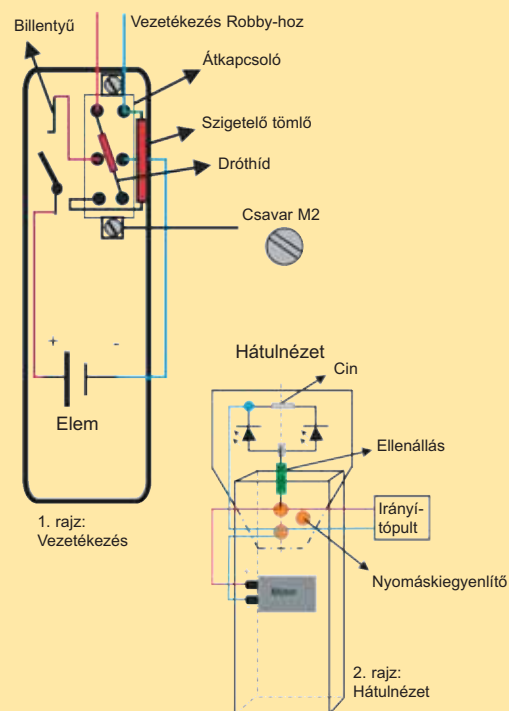 Billentyű
Vezetékezés Robby-hoz
Átkapcsoló
Szigetelő tömlő
Dróthíd
Csavar M2
+ -
Elem
1. rajz:
Vezetékezés
Hátulnézet
Cin
Ellenállás
Irányí-
tópult
Nyomáskiegyenlítő
2. rajz:
Hátulnézet